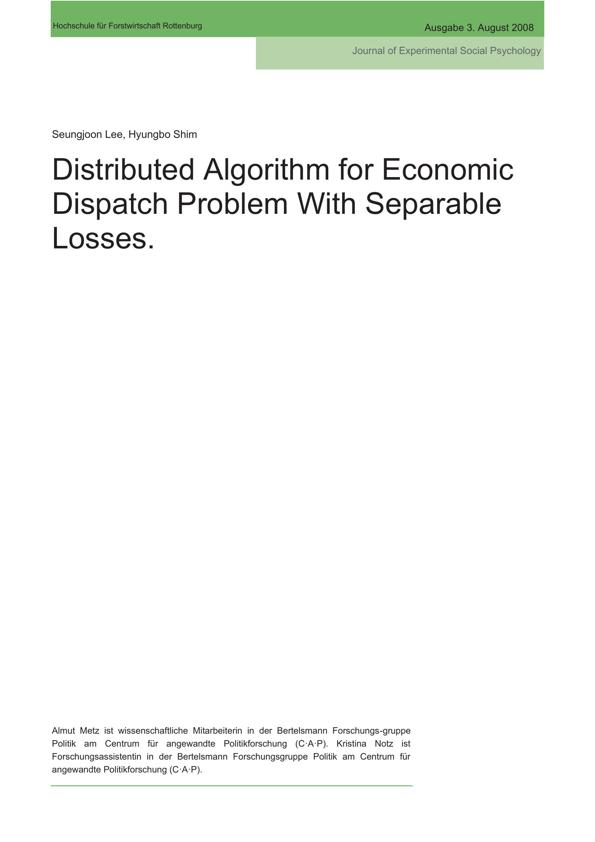 Hochschule für Forstwirtschaft Rottenburg
Ausgabe 3. August 2008
Journal of Experimental Social Psychology
Seungjoon Lee, Hyungbo Shim
Distributed Algorithm for Economic
Dispatch Problem With Separable
Losses.
Almut Metz ist wissenschaftliche Mitarbeiterin in der Bertelsmann Forschungs-gruppe
Politik am Centrum für angewandte Politikforschung (C·A·P). Kristina Notz ist
Forschungsassistentin in der Bertelsmann Forschungsgruppe Politik am Centrum für
angewandte Politikforschung (C·A·P).